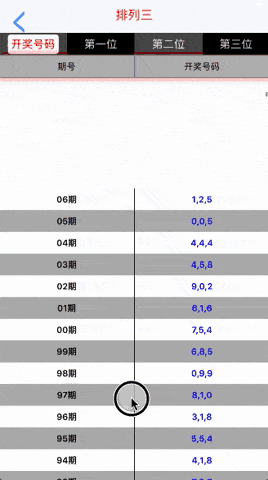 排列三
开奖号码 第一位 第二位 第三位
期号 开奖号码
06期 1,2,5
05期 0,0,5
04期 4,4,4
03期 4,5,8
02期 9,0,2
01期 6,1,6
00期 7,5,4
99期 6,8,5
98期 0,9,9
97期 8,1,0
96期 3,1,8
95期 5,5,4
94期 4,1,8